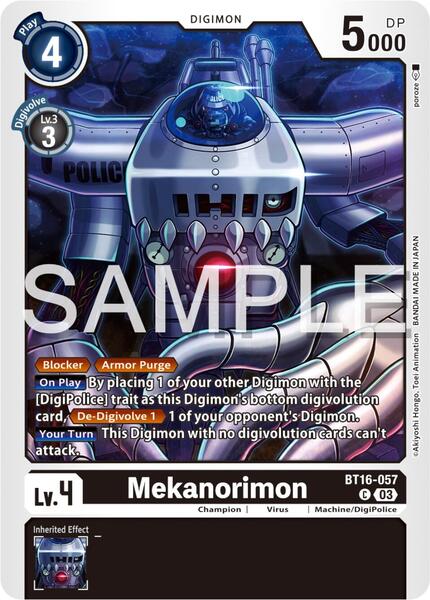 Play
4
DIGIMON
5000
DP
Digivolve
Lv.3
3
POLICE
POLICE
poroze
©Akiyoshi Hongo, Toei Animation BANDAI MADE IN JAPAN
SAMPLE
Blocker Armor Purge
On Play By placing 1 of your other Digimon with the
[DigiPolice] trait as this Digimon's bottom digivolution
card, De-Digivolve 1 1 of your opponent's Digimon.
Your Turn This Digimon with no digivolution cards can't
attack.
Lv.4
Mekanorimon
BT16-057
C 03
Champion | Virus | Machine/DigiPolice
Inherited Effect
–